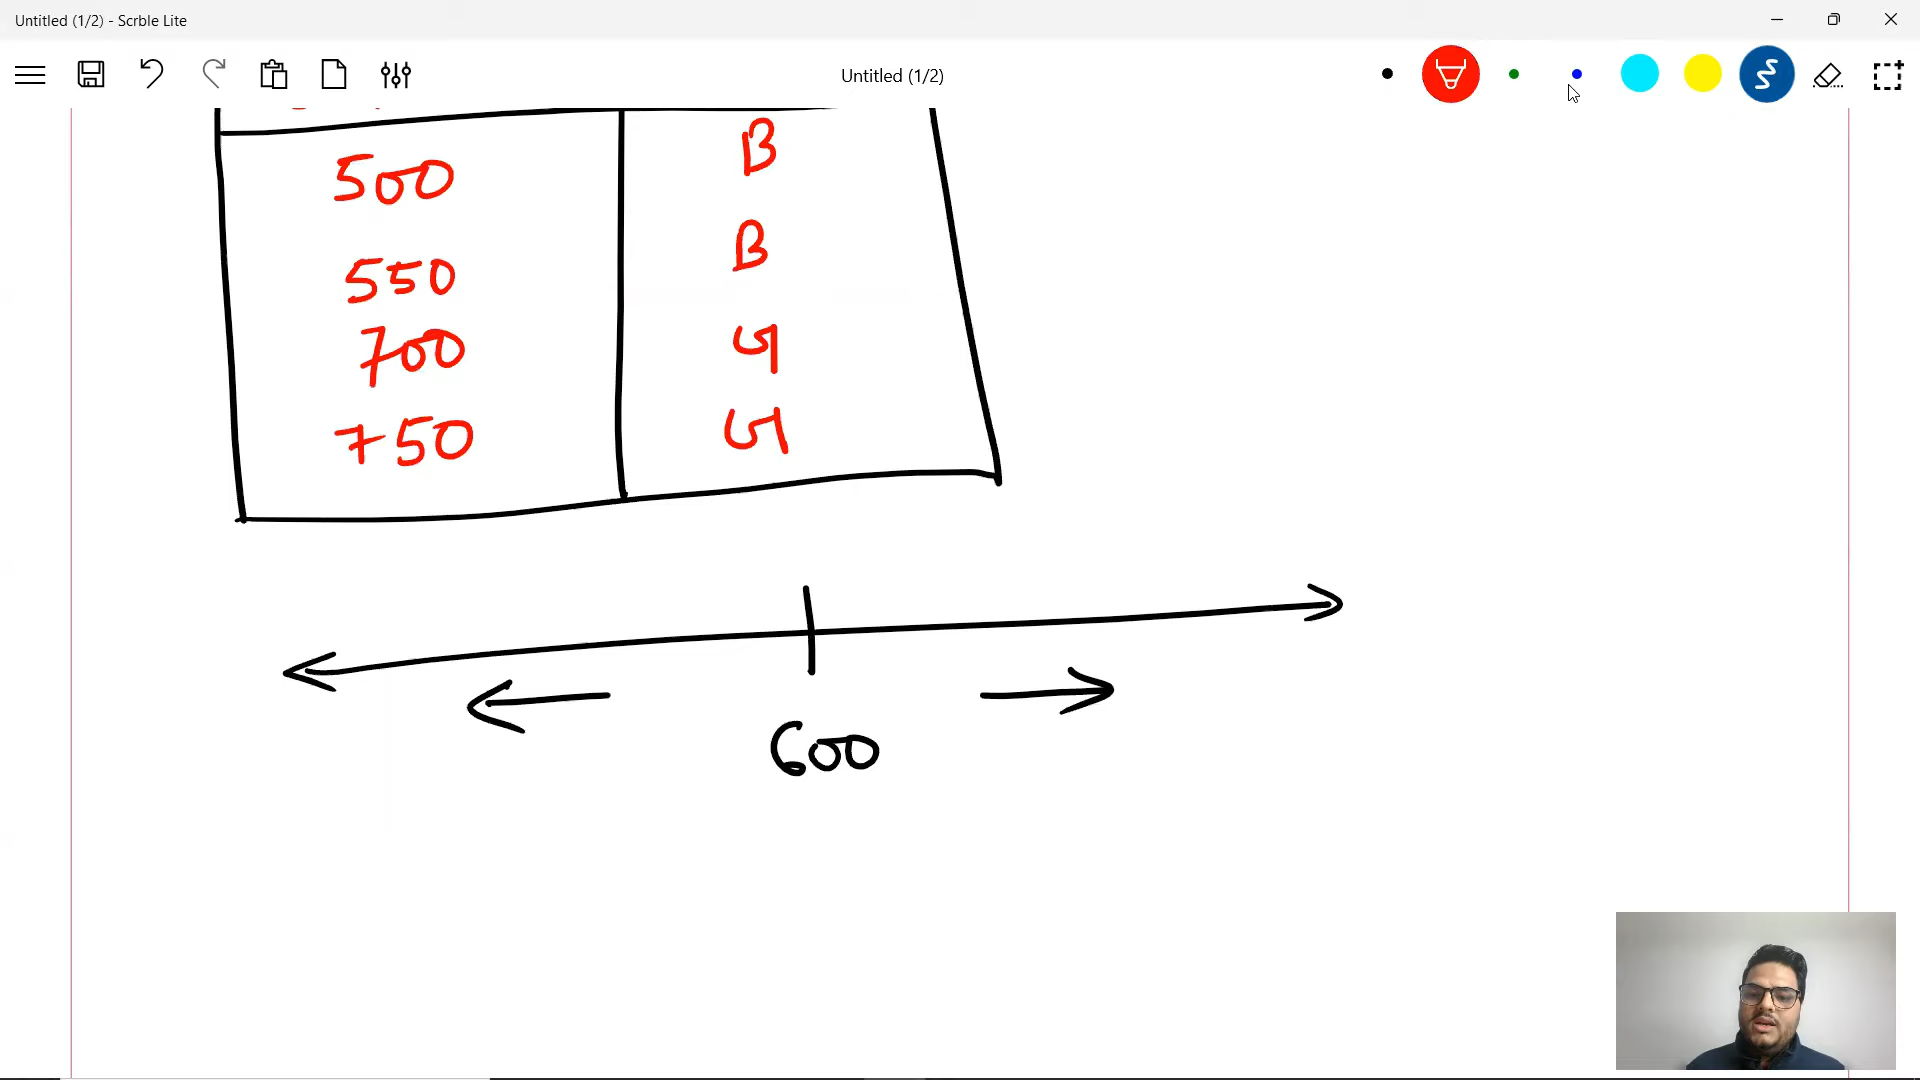 Untitled (1/2) - Scrble Lite
Untitled (1/2)
500 B
550 B
700 G
750 G
600